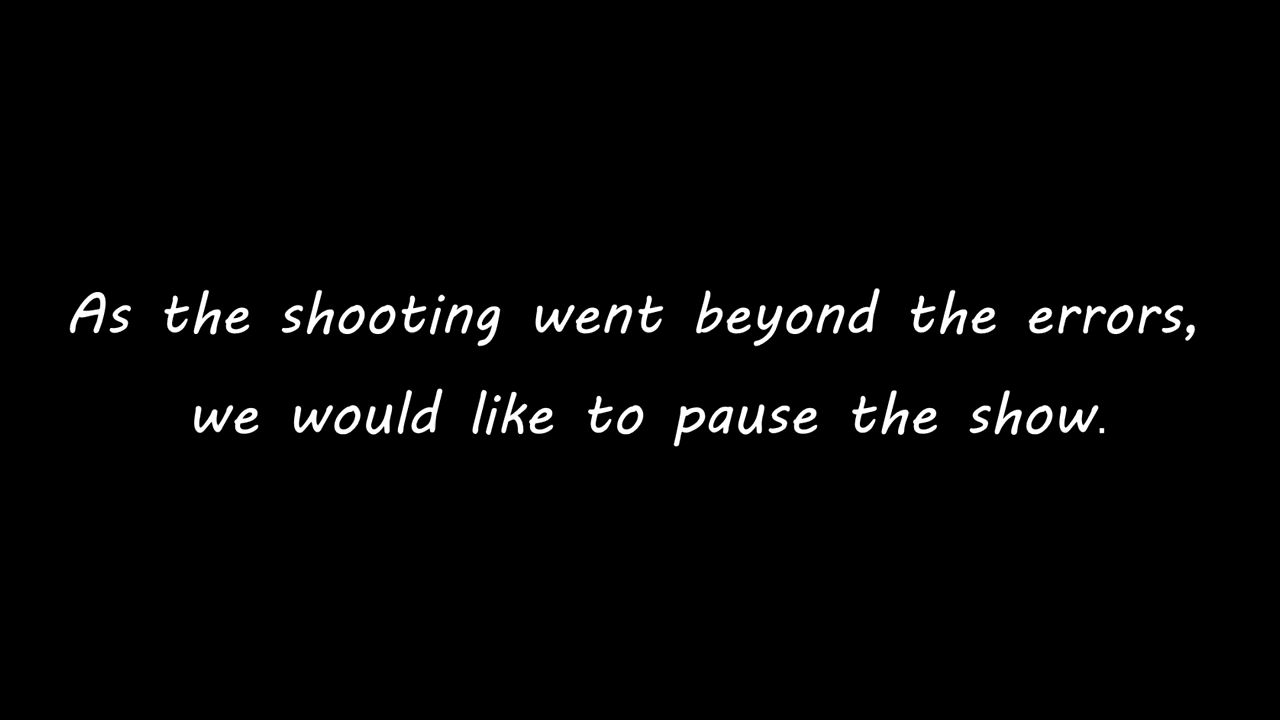 As the shooting went beyond the errors,
we would like to pause the show.